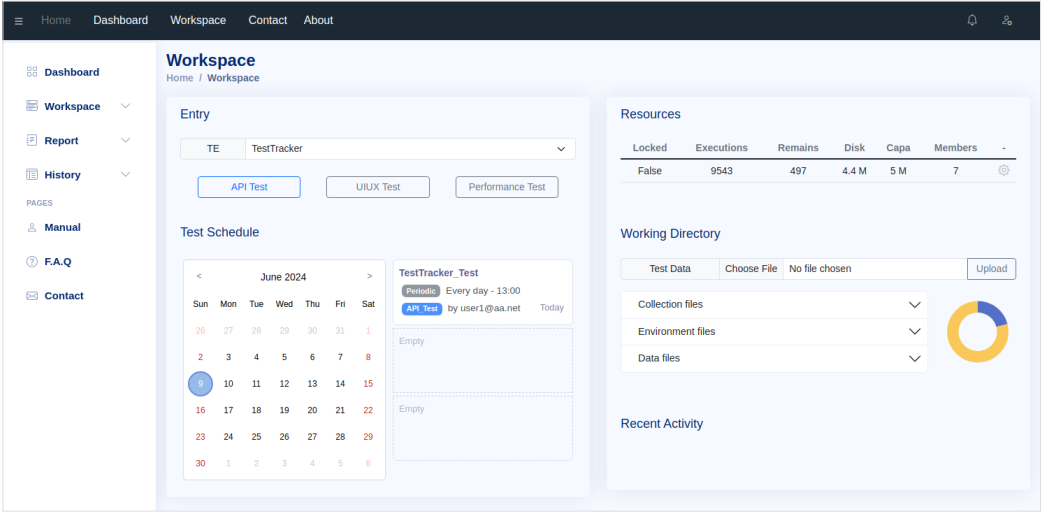 Home Dashboard Workspace Contact About
Dashboard
Workspace
Report
History
PAGES
Manual
F.A.Q
Contact
Workspace
Home / Workspace
Entry
TE TestTracker
API Test UIUX Test Performance Test
Test Schedule
< June 2024 >
Sun Mon Tue Wed Thu Fri Sat
26 27 28 29 30 31 1
2 3 4 5 6 7 8
9 10 11 12 13 14 15
16 17 18 19 20 21 22
23 24 25 26 27 28 29
30 1 2 3 4 5 6
TestTracker_Test
Periodic Every day - 13:00
API_Test by user1@aa.net Today
Empty
Empty
Resources
Locked Executions Remains Disk Capa Members -
False 9543 497 4.4 M 5 M 7
Working Directory
Test Data Choose File No file chosen Upload
Collection files
Environment files
Data files
Recent Activity